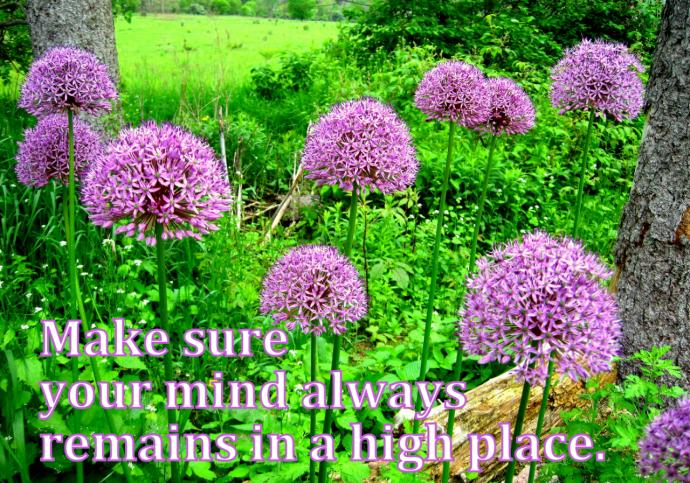 Make sure
your mind always
remains in a high place.